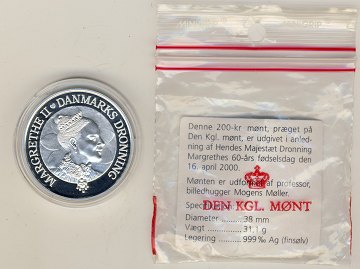 MARGRETHE II DANMARKS DRONNING
Denne 200-kr mønt, præget på
Den Kgl. mønt, er udgivet i anled-
ning af Hendes Majestæt Dronning
Margrethes 60-års fødselsdag den
16. april 2000.
Mønten er udformet af professor,
billedhugger Mogens Møller.
DEN KGL. MØNT
Diameter ............38 mm
Vægt ............31,1 g
Legering ..........999‰ Ag (finsølv)